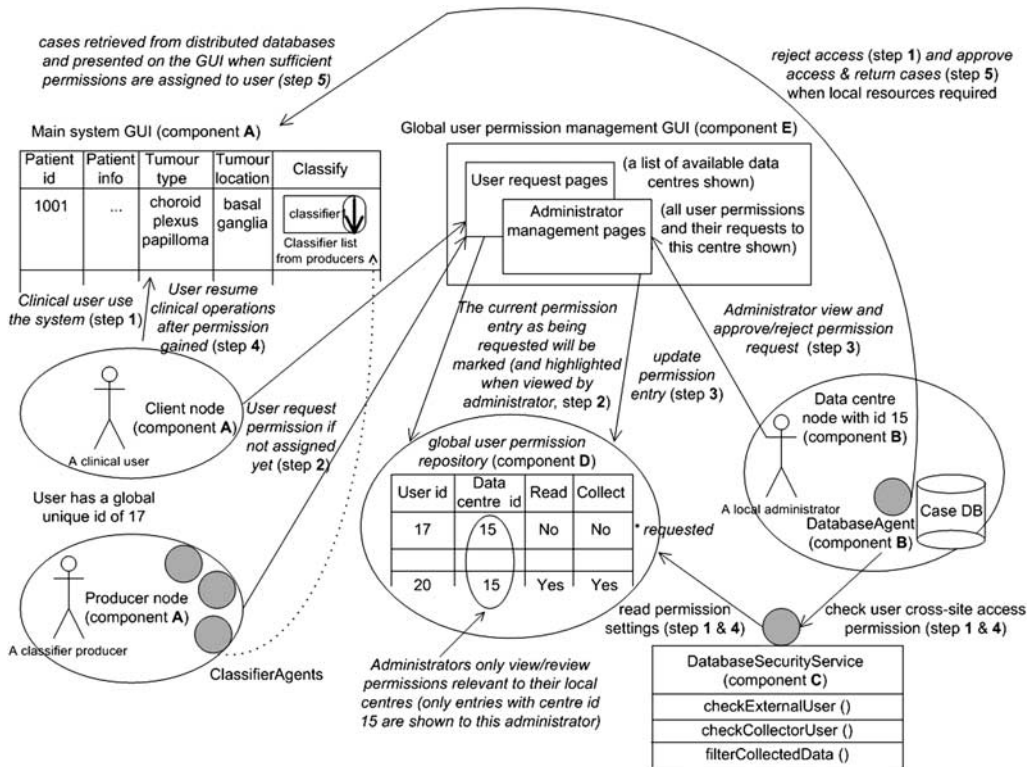 cases retrieved from distributed databases
and presented on the GUI when sufficient
permissions are assigned to user (step 5)
reject access (step 1) and approve
access & return cases (step 5)
when local resources required
Main system GUI (component A)
Patient id
Patient info
Tumour type
Tumour location
Classify
1001
...
choroid
plexus
papilloma
basal
ganglia
classifier
Classifier list
from producers
Global user permission management GUI (component E)
User request pages
(a list of available data
centres shown)
Administrator
management pages
(all user permissions
and their requests to
this centre shown)
Clinical user use
the system (step 1)
User resume
clinical operations
after permission
gained (step 4)
The current permission
entry as being
requested will be
marked (and highlighted
when viewed by
administrator, step 2)
update
permission
entry (step 3)
Administrator view and
approve/reject permission
request (step 3)
Client node
(component A)
A clinical user
User request
permission if
not assigned
yet (step 2)
User has a global
unique id of 17
Data centre
node with id 15
(component B)
A local administrator
DatabaseAgent
(component B)
Case DB
global user permission
repository (component D)
User id
Data centre id
Read
Collect
17
15
No
No
* requested
20
15
Yes
Yes
Producer node
(component A)
A classifier producer
ClassifierAgents
Administrators only view/review
permissions relevant to their local
centres (only entries with centre id
15 are shown to this administrator)
read permission
settings (step 1 & 4)
check user cross-site access
permission (step 1 & 4)
DatabaseSecurityService
(component C)
checkExternalUser ()
checkCollectorUser ()
filterCollectedData ()